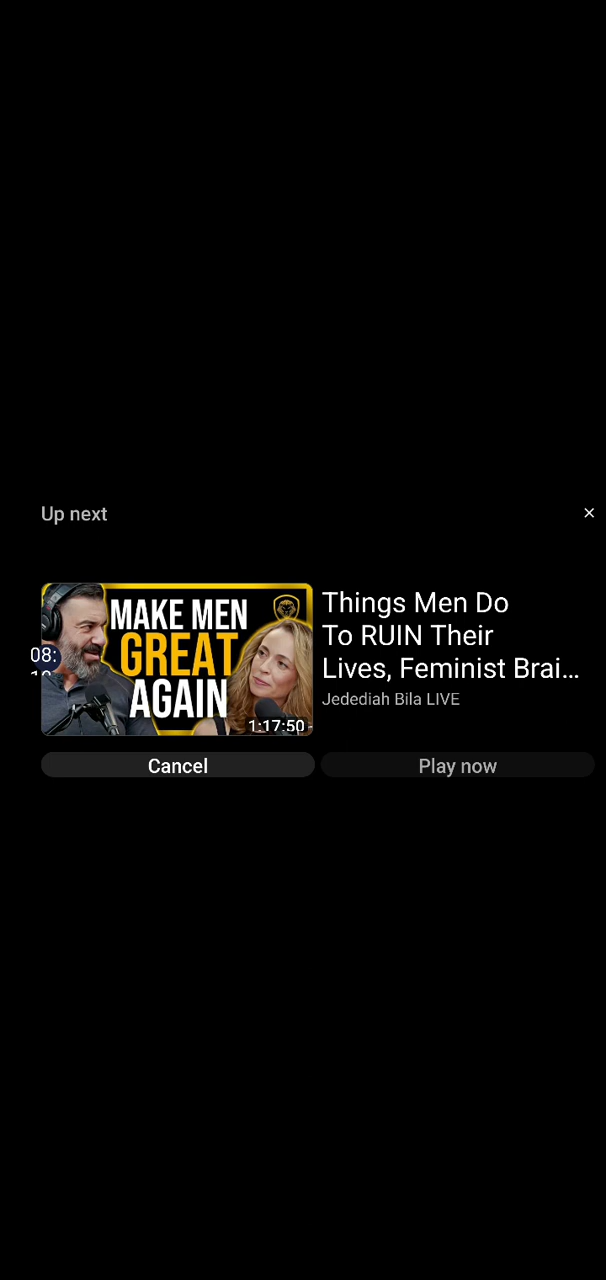 Up next
×
MAKE MEN
GREAT
AGAIN
08:
1:17:50
Things Men Do
To RUIN Their
Lives, Feminist Brai...
Jedediah Bila LIVE
Cancel
Play now